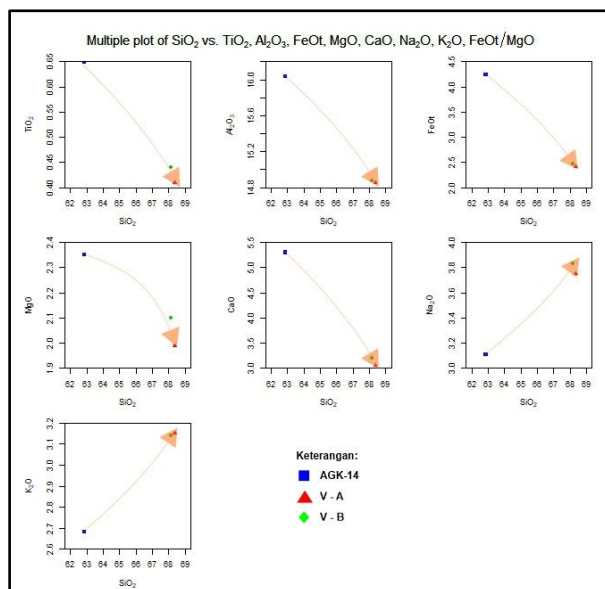 Multiple plot of SiO₂ vs. TiO₂, Al₂O₃, FeOt, MgO, CaO, Na₂O, K₂O, FeOt/MgO
TiO₂
0.65
0.60
0.55
0.50
0.45
0.40
62 63 64 65 66 67 68 69
SiO₂
Al₂O₃
16.0
15.6
15.2
14.8
62 63 64 65 66 67 68 69
SiO₂
FeOt
4.5
4.0
3.5
3.0
2.5
2.0
62 63 64 65 66 67 68 69
SiO₂
MgO
2.4
2.3
2.2
2.1
2.0
1.9
62 63 64 65 66 67 68 69
SiO₂
CaO
5.5
5.0
4.5
4.0
3.5
3.0
62 63 64 65 66 67 68 69
SiO₂
Na₂O
4.0
3.8
3.6
3.4
3.2
3.0
62 63 64 65 66 67 68 69
SiO₂
K₂O
3.2
3.1
3.0
2.9
2.8
2.7
2.6
62 63 64 65 66 67 68 69
SiO₂
Keterangan:
AGK-14
V - A
V - B